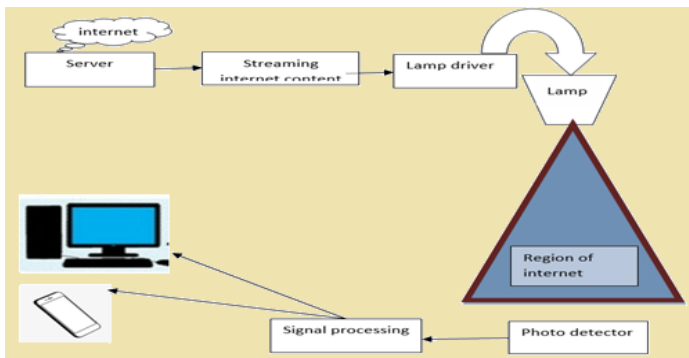 internet
Server
Streaming
internet content
Lamp driver
Lamp
Region of
internet
Signal processing
Photo detector